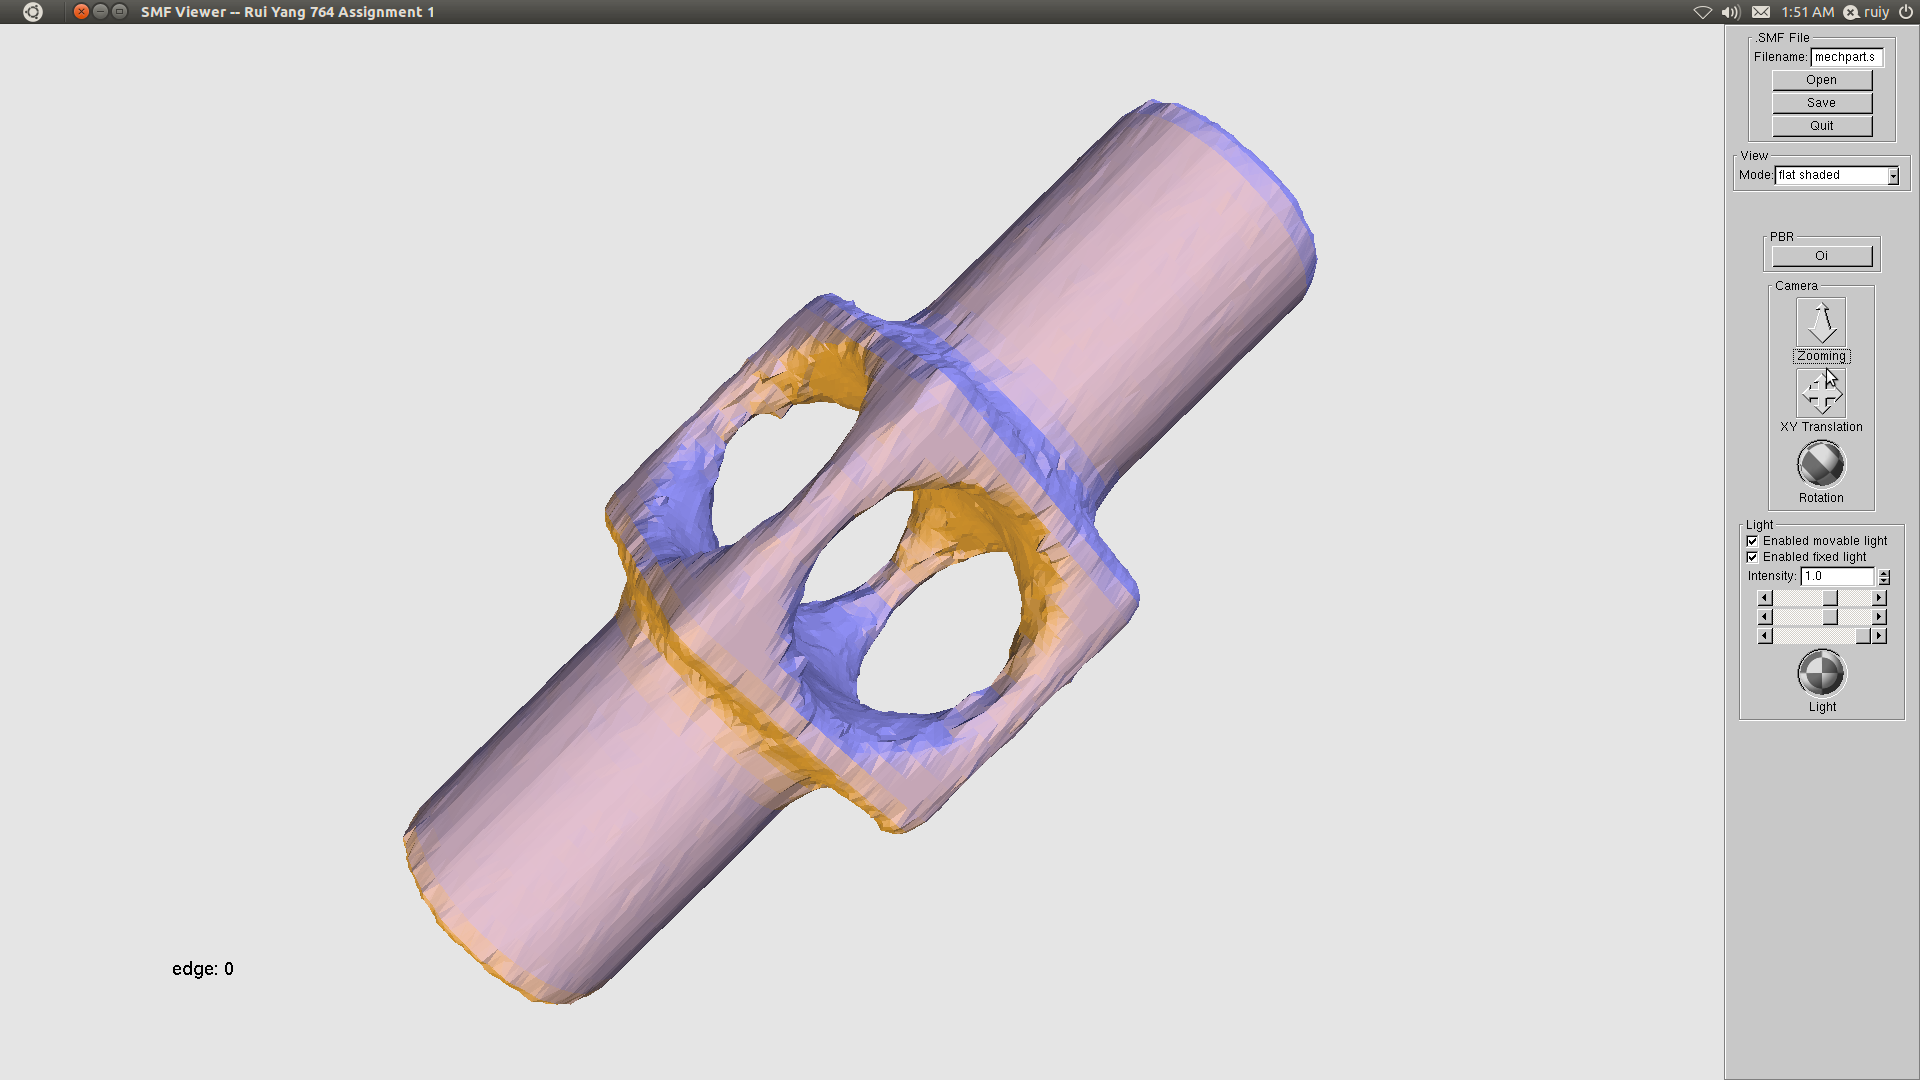 SMF Viewer -- Rui Yang 764 Assignment 1
1:51 AM ruiy
.SMF File
Filename: mechpart.s
Open
Save
Quit
View
Mode: flat shaded
PBR
Oi
Camera
Zooming
XY Translation
Rotation
Light
Enabled movable light
Enabled fixed light
Intensity: 1.0
Light
edge: 0